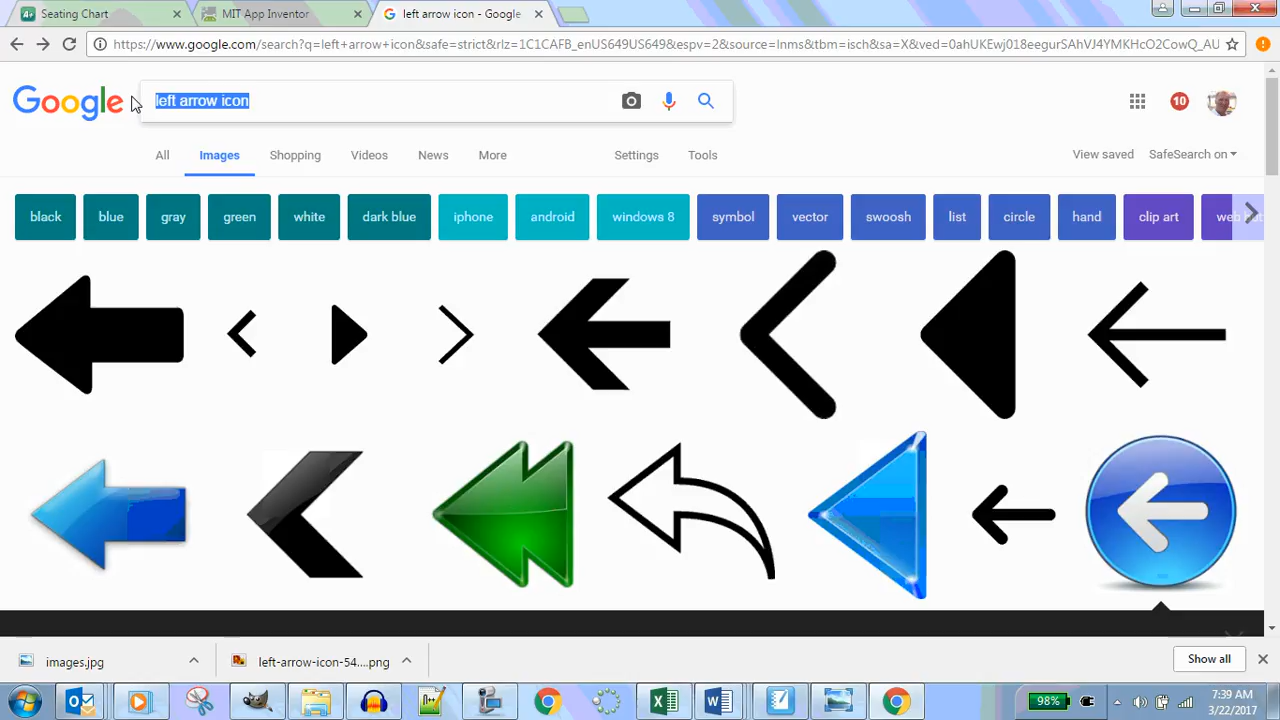 Seating Chart
MIT App Inventor
left arrow icon - Google
https://www.google.com/search?q=left+arrow+icon&safe=strict&rlz=1C1CAFB_enUS649US649&espv=2&source=lnms&tbm=isch&sa=X&ved=0ahUKEwj018eegurSAhVJ4YMKHcO2CowQ_AU
Google
left arrow icon
10
All
Images
Shopping
Videos
News
More
Settings
Tools
View saved
SafeSearch on
black
blue
gray
green
white
dark blue
iphone
android
windows 8
symbol
vector
swoosh
list
circle
hand
clip art
images.jpg
left-arrow-icon-54....png
Show all
98%
7:39 AM
3/22/2017